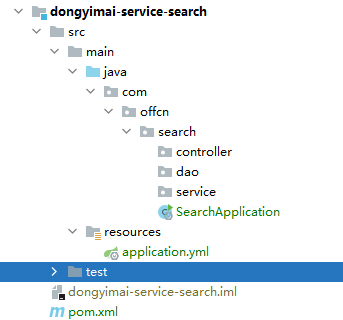 dongyimai-service-search
src
main
java
com
offcn
search
controller
dao
service
SearchApplication
resources
application.yml
test
dongyimai-service-search.iml
pom.xml